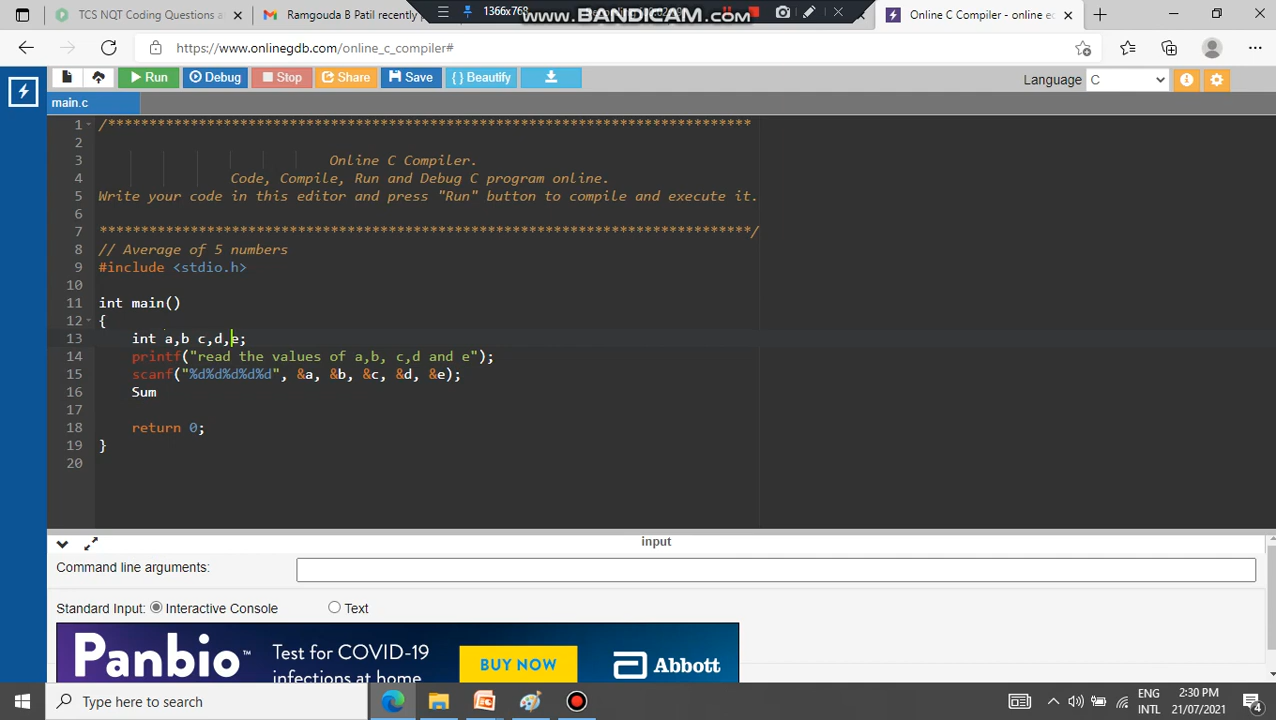 TCS NQT Coding Questions a
Ramgouda B Patil recently
1366x768
www.BANDICAM.com
Online C Compiler - online ed
https://www.onlinegdb.com/online_c_compiler#
Run
Debug
Stop
Share
Save
{ } Beautify
Language C
main.c
1 /******************************************************************************
2
3 Online C Compiler.
4 Code, Compile, Run and Debug C program online.
5 Write your code in this editor and press "Run" button to compile and execute it.
6
7 *******************************************************************************/
8 // Average of 5 numbers
9 #include <stdio.h>
10
11 int main()
12 {
13 int a,b c,d,e;
14 printf("read the values of a,b, c,d and e");
15 scanf("%d%d%d%d%d", &a, &b, &c, &d, &e);
16 Sum
17
18 return 0;
19 }
20
input
Command line arguments:
Standard Input: Interactive Console Text
Panbio™
Test for COVID-19
infections at home
BUY NOW
Abbott
Type here to search
ENG
INTL
2:30 PM
21/07/2021
4